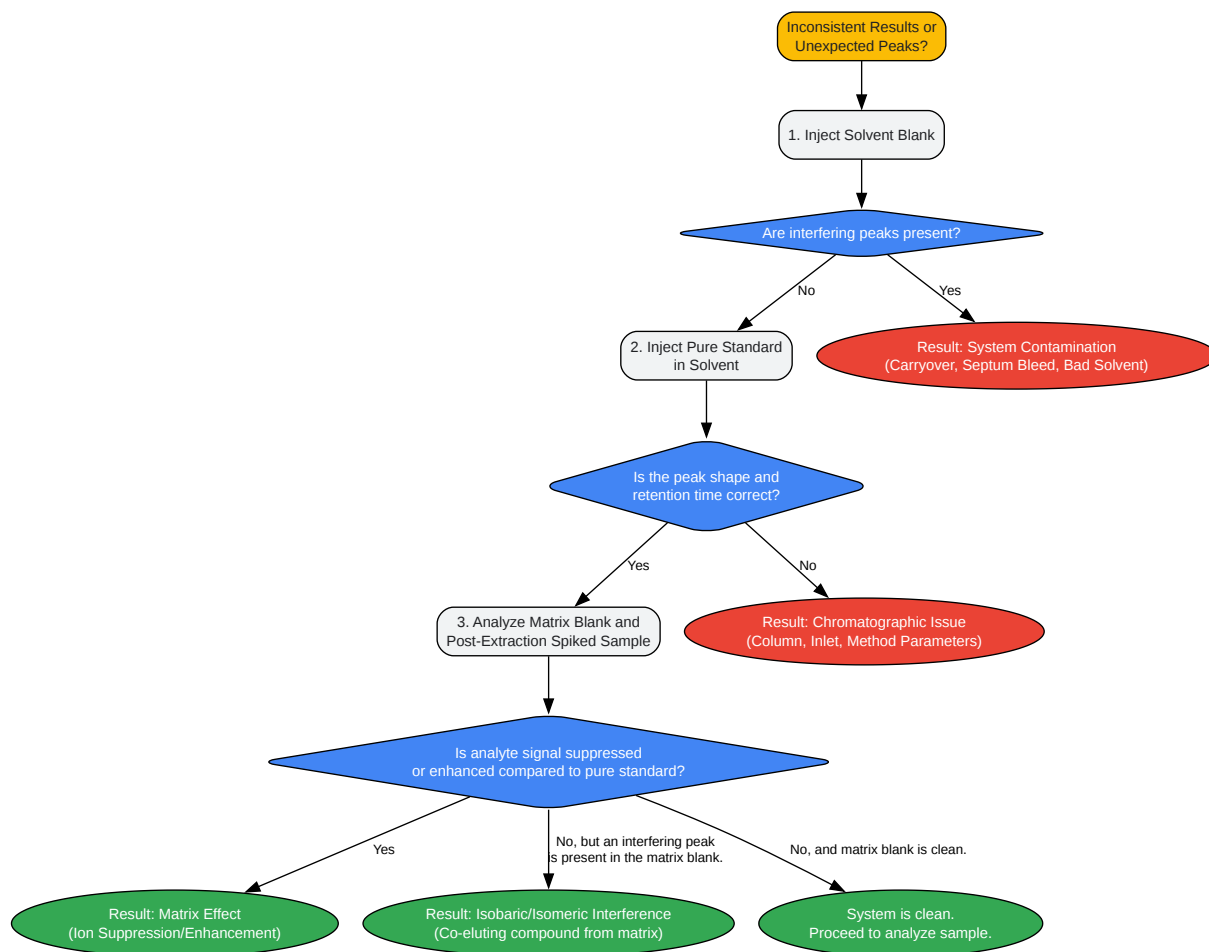 Inconsistent Results or
Unexpected Peaks?
1. Inject Solvent Blank
Are interfering peaks present?
No
Yes
2. Inject Pure Standard
in Solvent
Result: System Contamination
(Carryover, Septum Bleed, Bad Solvent)
Is the peak shape and
retention time correct?
Yes
No
3. Analyze Matrix Blank and
Post-Extraction Spiked Sample
Result: Chromatographic Issue
(Column, Inlet, Method Parameters)
Is analyte signal suppressed
or enhanced compared to pure standard?
Yes
No, but an interfering peak
is present in the matrix blank.
No, and matrix blank is clean.
Result: Matrix Effect
(Ion Suppression/Enhancement)
Result: Isobaric/Isomeric Interference
(Co-eluting compound from matrix)
System is clean.
Proceed to analyze sample.